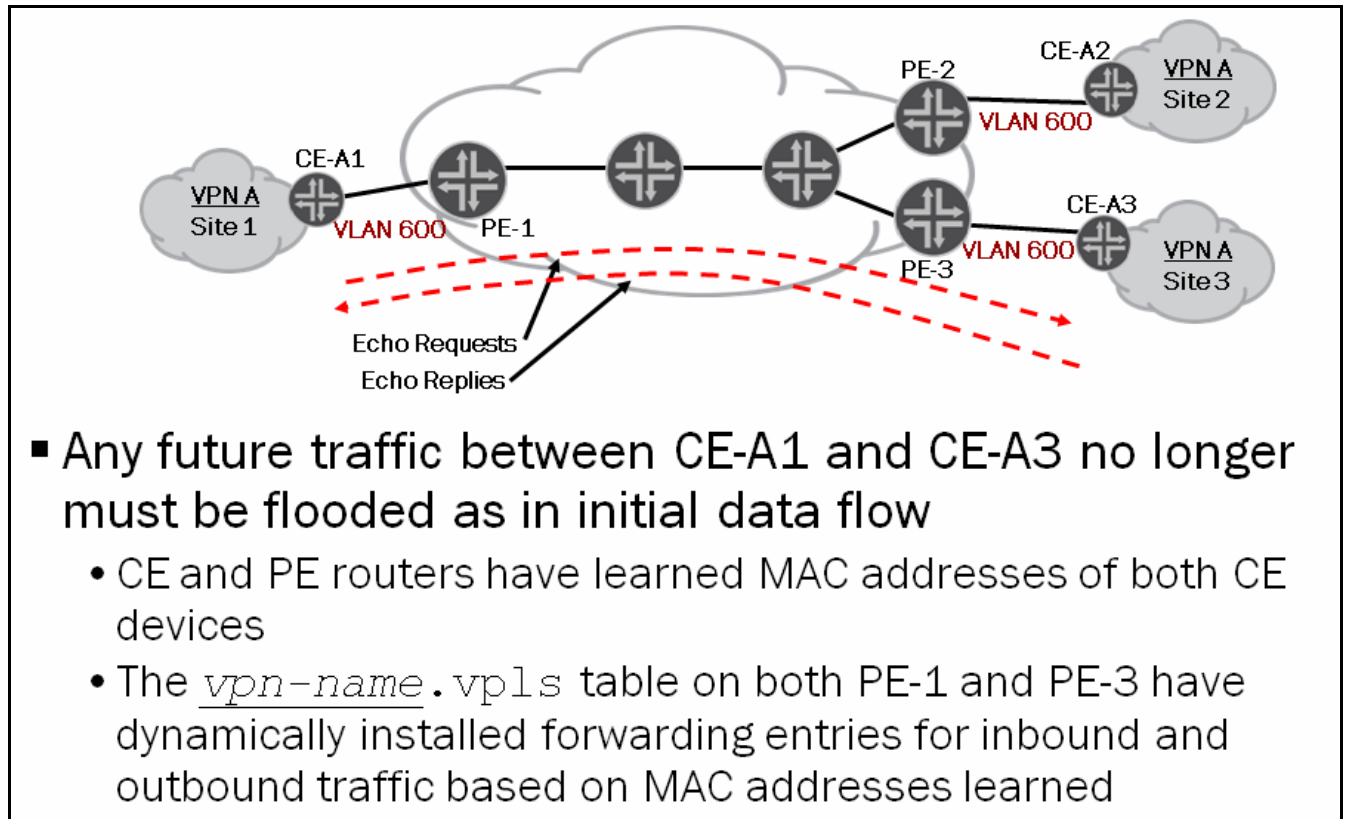 CE-A2
PE-2
VPN A
Site 2
VLAN 600
CE-A1
VPN A
Site 1
VLAN 600
PE-1
CE-A3
VLAN 600
PE-3
VPN A
Site 3
Echo Requests
Echo Replies
▪ Any future traffic between CE-A1 and CE-A3 no longer
must be flooded as in initial data flow
• CE and PE routers have learned MAC addresses of both CE
devices
• The vpn-name.vpls table on both PE-1 and PE-3 have
dynamically installed forwarding entries for inbound and
outbound traffic based on MAC addresses learned